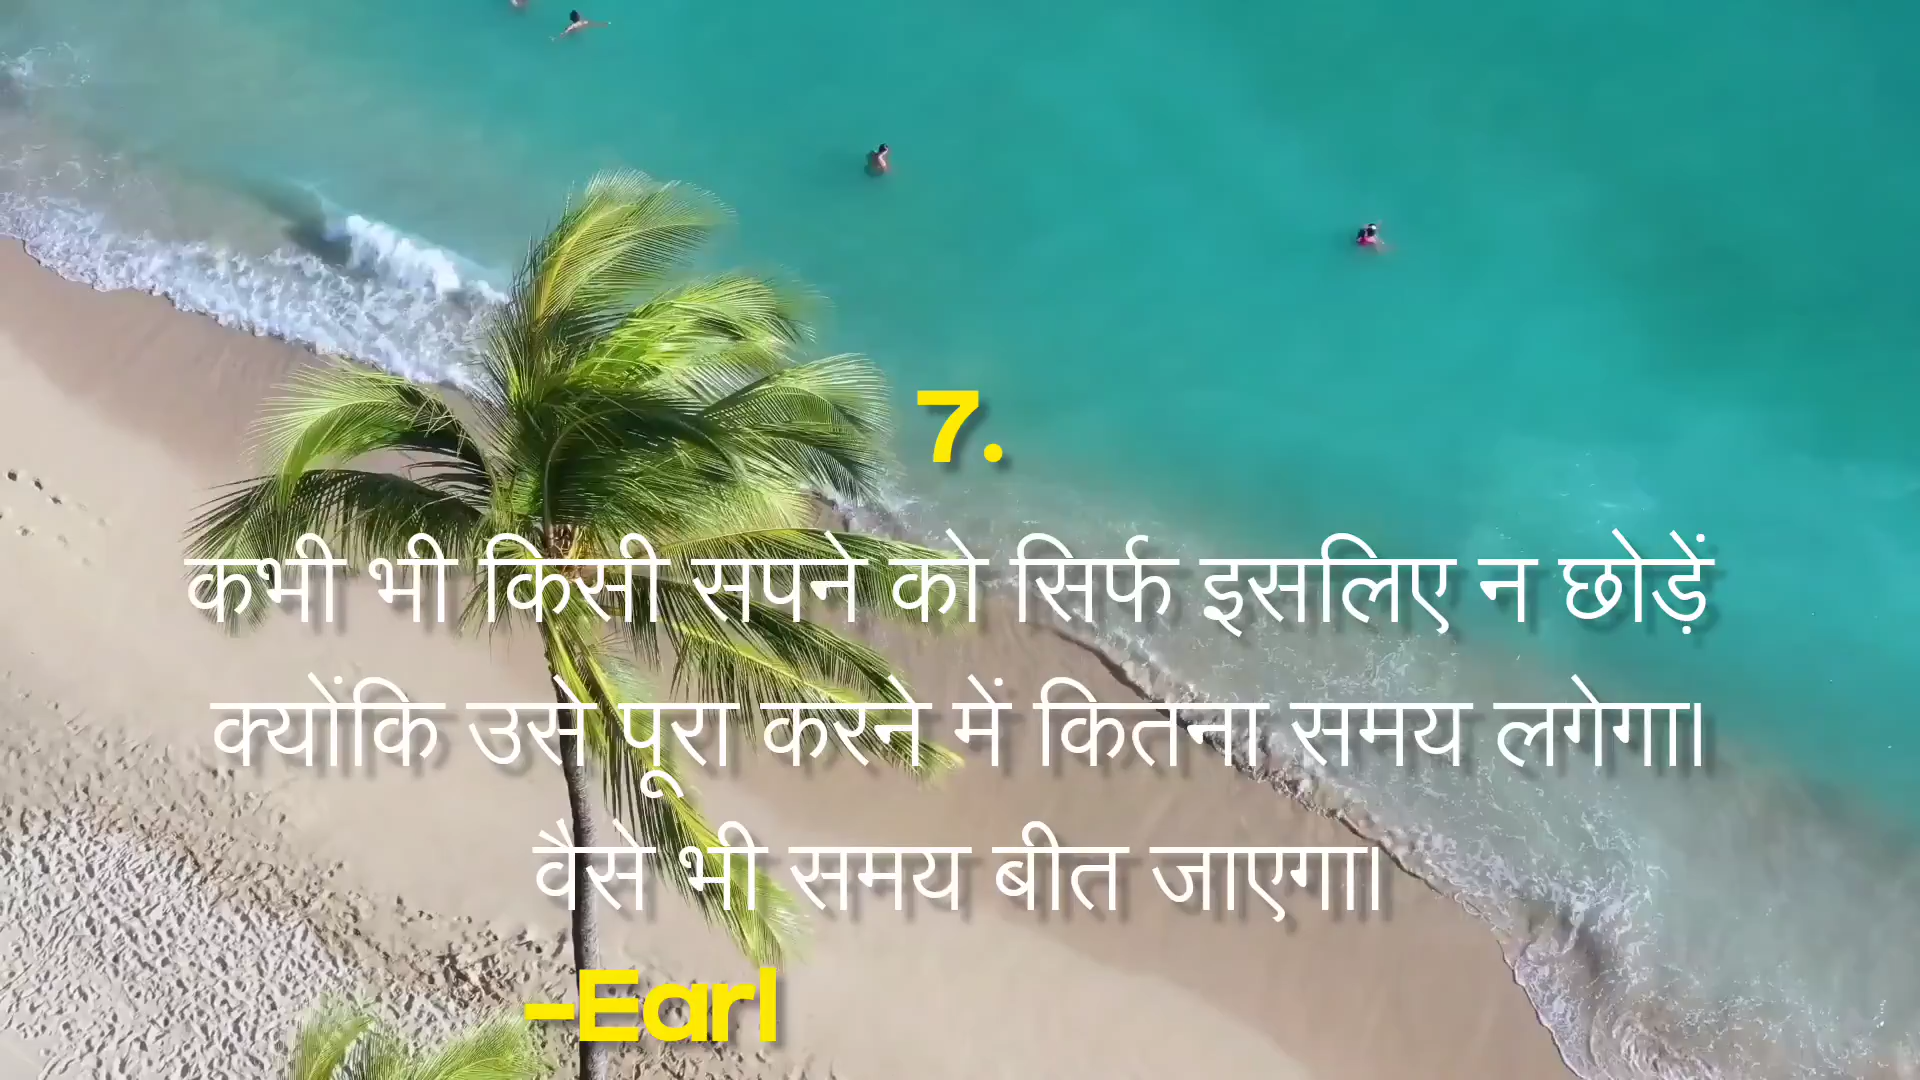 7.
कभी भी किसी सपने को सिर्फ इसलिए न छोड़ें
क्योंकि उसे पूरा करने में कितना समय लगेगा।
वैसे भी समय बीत जाएगा।
-Earl